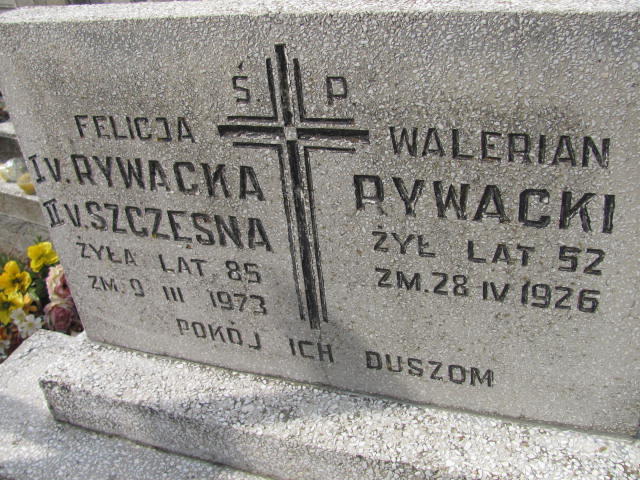 Ś. P.
FELICJA
I V. RYWACKA
II V. SZCZĘSNA
ŻYŁA LAT 85
ZM. 9 III 1973
WALERIAN
RYWACKI
ŻYŁ LAT 52
ZM. 28 IV 1926
POKÓJ ICH DUSZOM